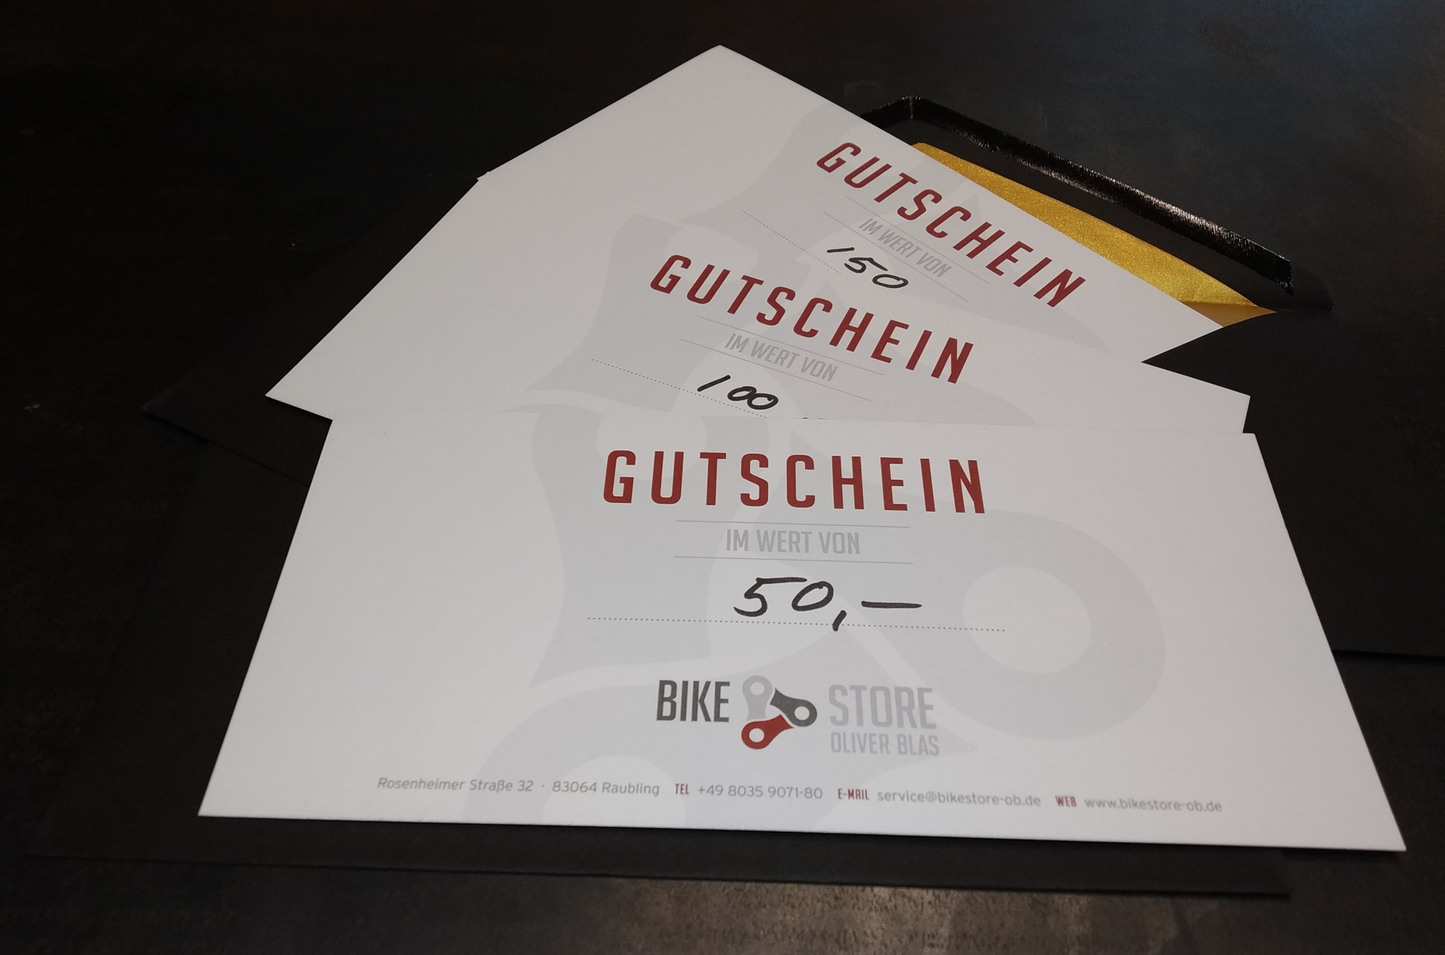 GUTSCHEIN
IM WERT VON
150
GUTSCHEIN
IM WERT VON
100
GUTSCHEIN
IM WERT VON
50,—
BIKE STORE
OLIVER BLAS
Rosenheimer Straße 32 · 83064 Raubling TEL +49 8035 9071-80 E-MAIL service@bikestore-ob.de WEB www.bikestore-ob.de